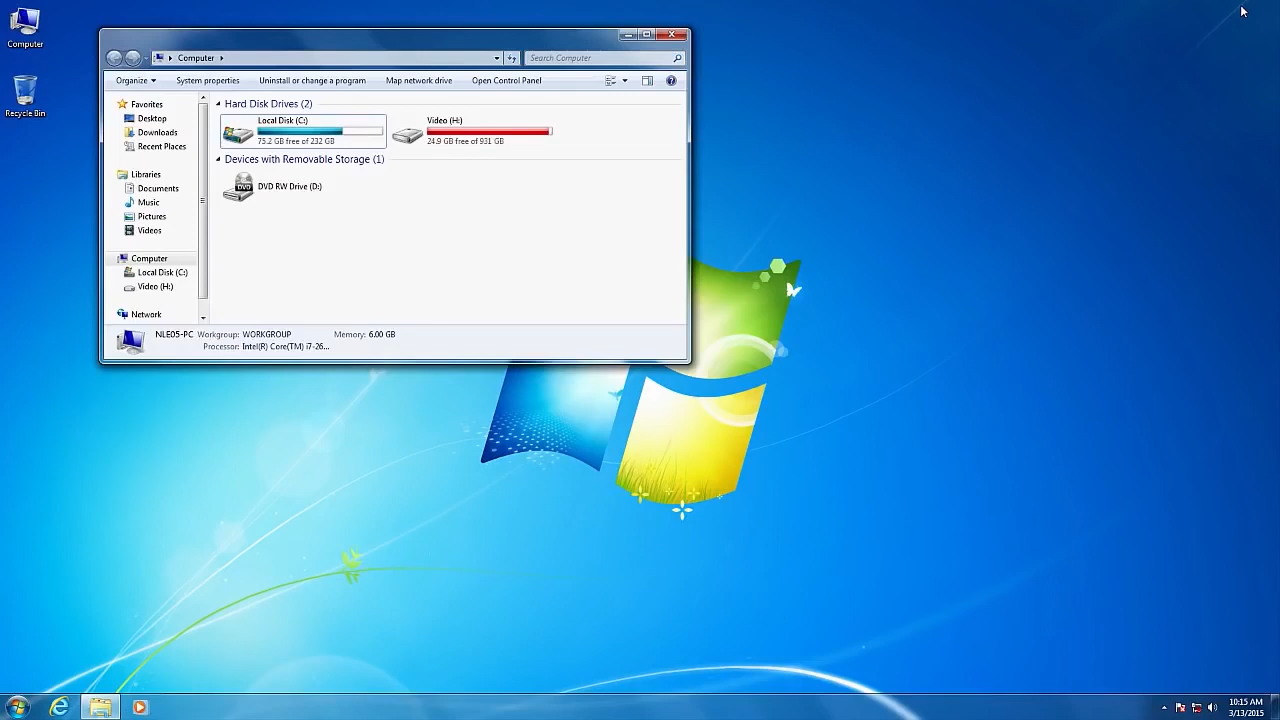 Computer
Recycle Bin
Computer
Search Computer
Organize
System properties
Uninstall or change a program
Map network drive
Open Control Panel
Favorites
Desktop
Downloads
Recent Places
Libraries
Documents
Music
Pictures
Videos
Computer
Local Disk (C:)
Video (H:)
Network
Hard Disk Drives (2)
Local Disk (C:)
75.2 GB free of 232 GB
Video (H:)
24.9 GB free of 931 GB
Devices with Removable Storage (1)
DVD
DVD RW Drive (D:)
NLE05-PC Workgroup: WORKGROUP Memory: 6.00 GB
Processor: Intel(R) Core(TM) i7-26...
10:15 AM
3/13/2015